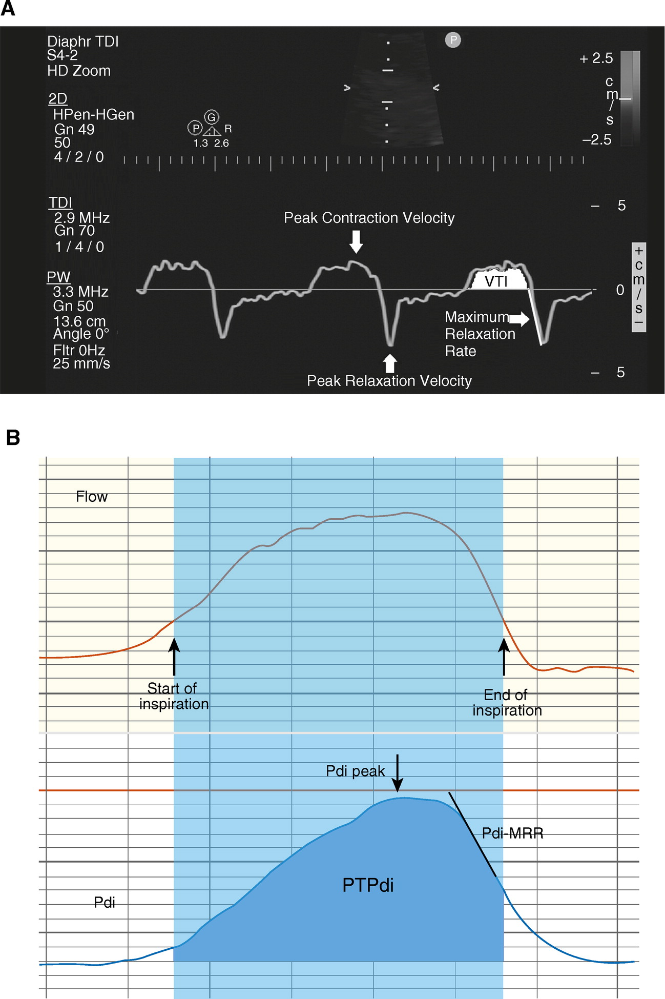 A
Diaphr TDI
S4-2
HD Zoom
2D
HPen-HGen
Gn 49
50
4 / 2 / 0
P
G
P
R
1.3 2.6
+ 2.5
c
m
/
s
–2.5
TDI
2.9 MHz
Gn 70
1 / 4 / 0
PW
3.3 MHz
Gn 50
13.6 cm
Angle 0°
Fltr 0Hz
25 mm/s
Peak Contraction Velocity
VTI
Maximum
Relaxation
Rate
Peak Relaxation Velocity
– 5
0
– 5
+
c
m
/
s
–
B
Flow
Start of
inspiration
End of
inspiration
Pdi peak
Pdi-MRR
PTPdi
Pdi